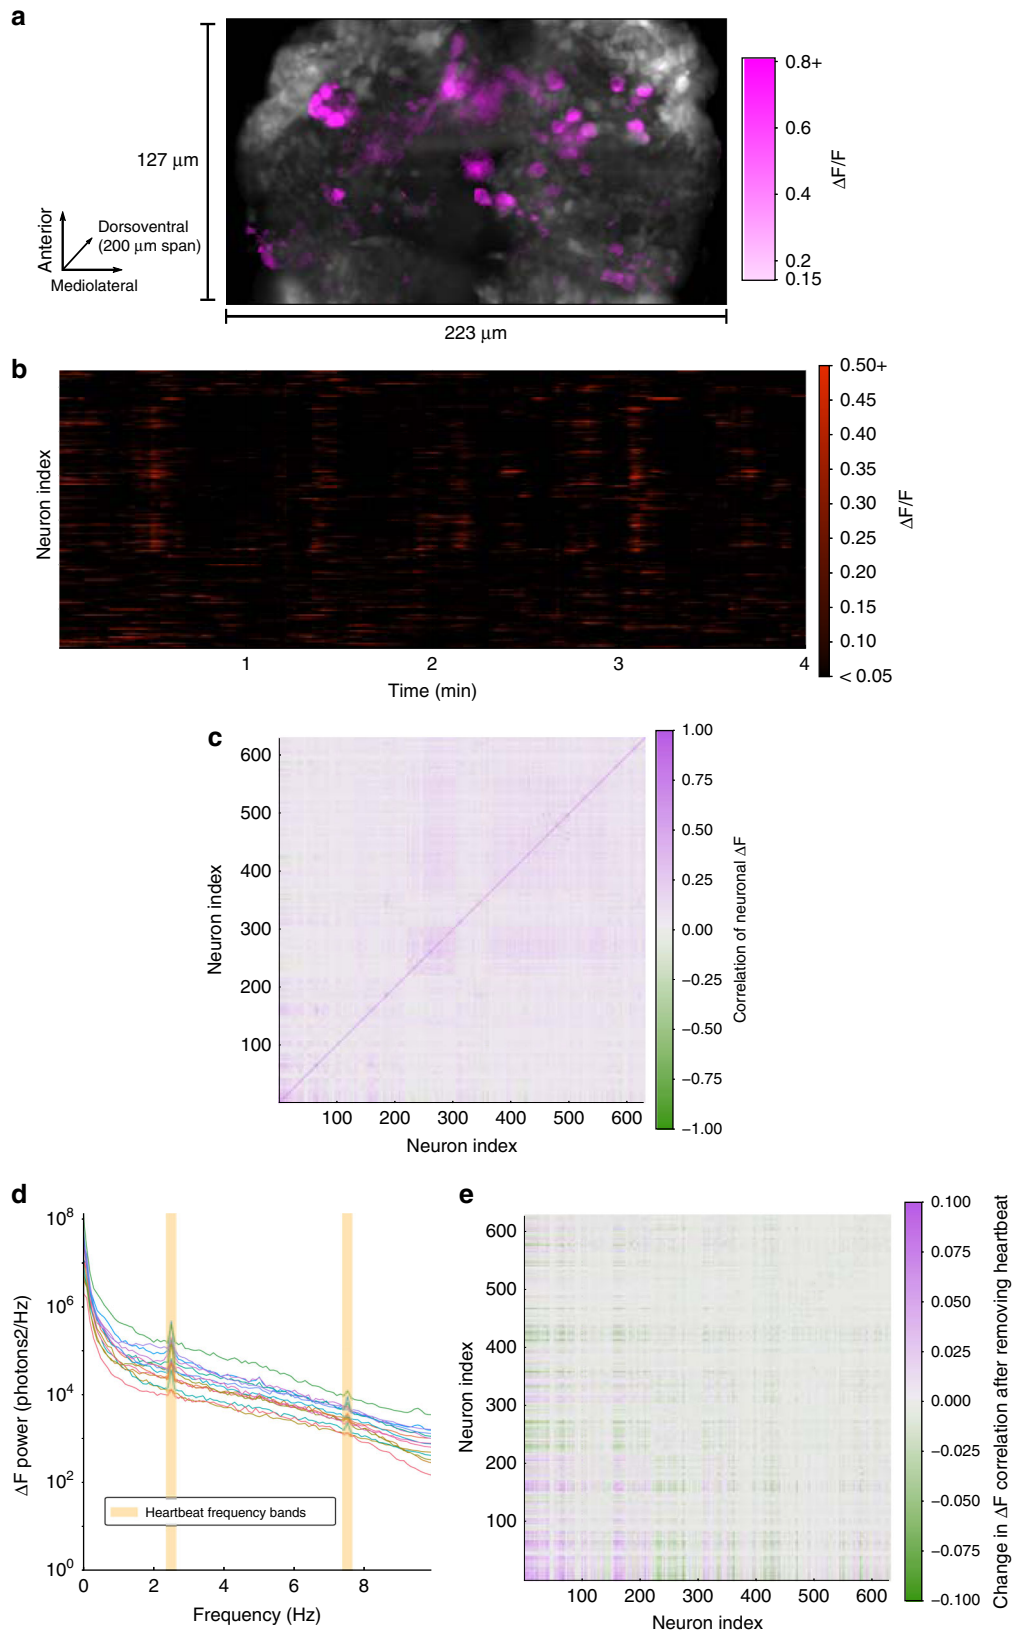 a
127 μm
Anterior
Dorsoventral
(200 μm span)
Mediolateral
223 μm
0.8+
0.6
0.4
0.2
0.15
ΔF/F
b
Neuron index
1
2
3
4
Time (min)
0.50+
0.45
0.40
0.35
0.30
0.25
0.20
0.15
0.10
< 0.05
ΔF/F
c
600
500
400
300
200
100
Neuron index
100 200 300 400 500 600
Neuron index
1.00
0.75
0.50
0.25
0.00
−0.25
−0.50
−0.75
−1.00
Correlation of neuronal ΔF
d
10⁸
10⁶
10⁴
10²
10⁰
ΔF power (photons2/Hz)
Heartbeat frequency bands
0 2 4 6 8
Frequency (Hz)
e
600
500
400
300
200
100
Neuron index
100 200 300 400 500 600
Neuron index
0.100
0.075
0.050
0.025
0.000
−0.025
−0.050
−0.075
−0.100
Change in ΔF correlation after removing heartbeat